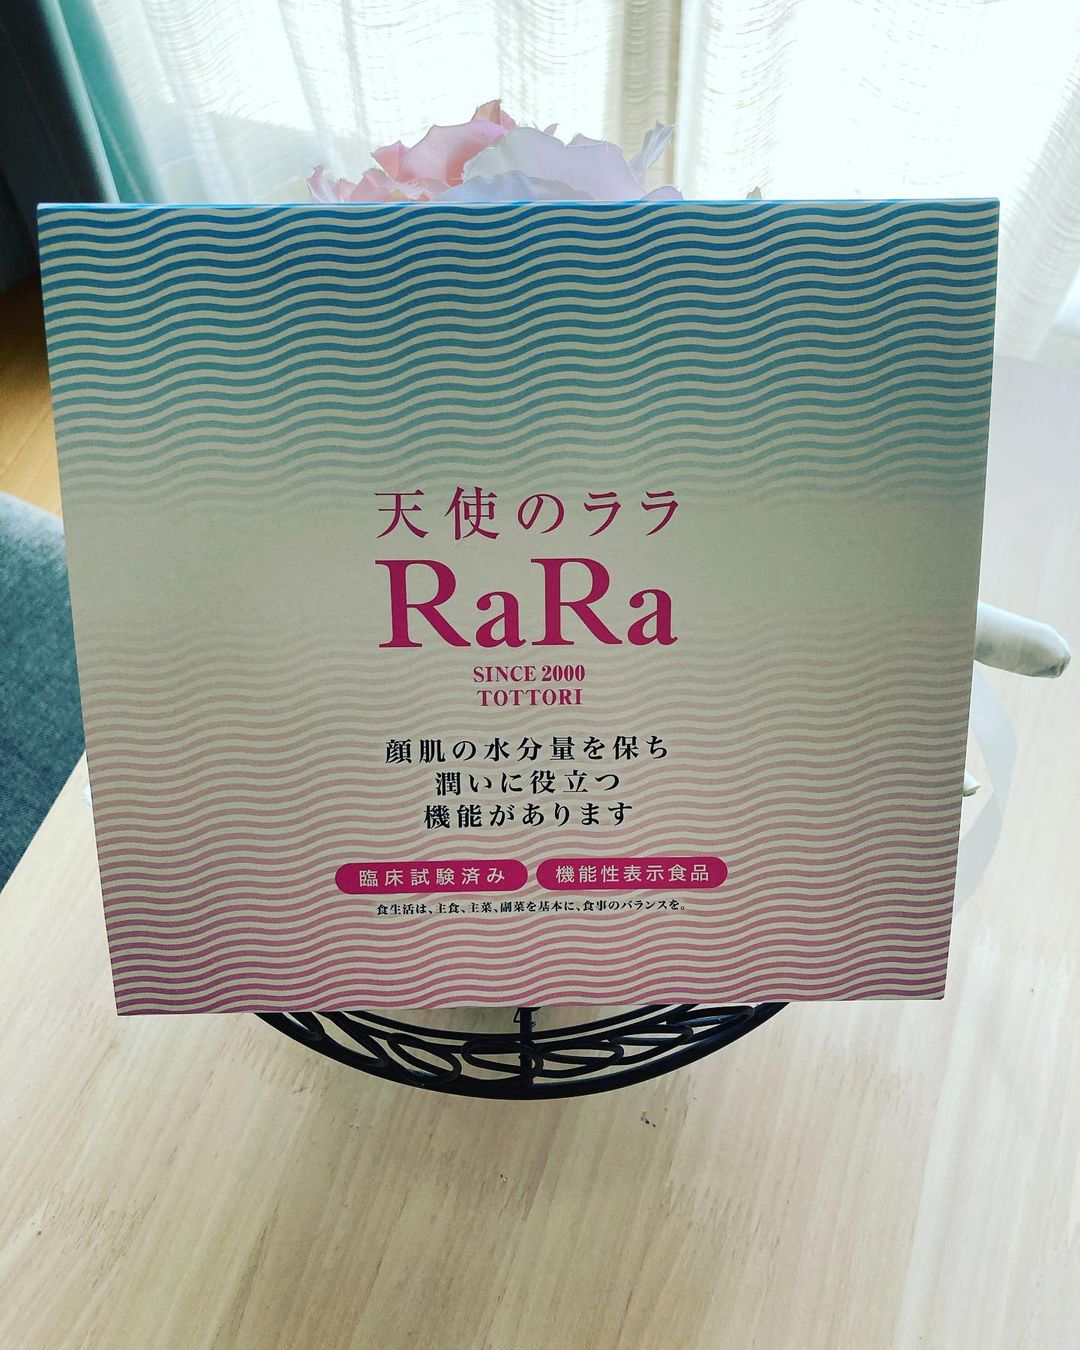 天使のララ
RaRa
SINCE 2000
TOTTORI
顔肌の水分量を保ち
潤いに役立つ
機能があります
臨床試験済み 機能性表示食品
食生活は、主食、主菜、副菜を基本に、食事のバランスを。